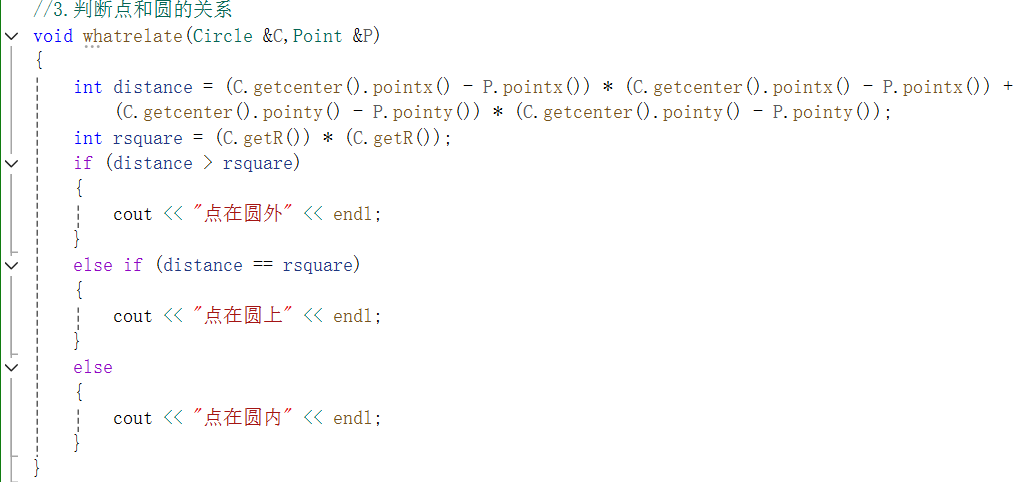 //3.判断点和圆的关系
void whatrelate(Circle &C,Point &P)
{
int distance = (C.getcenter().pointx() - P.pointx()) * (C.getcenter().pointx() - P.pointx()) +
(C.getcenter().pointy() - P.pointy()) * (C.getcenter().pointy() - P.pointy());
int rsquare = (C.getR()) * (C.getR());
if (distance > rsquare)
{
cout << "点在圆外" << endl;
}
else if (distance == rsquare)
{
cout << "点在圆上" << endl;
}
else
{
cout << "点在圆内" << endl;
}
}